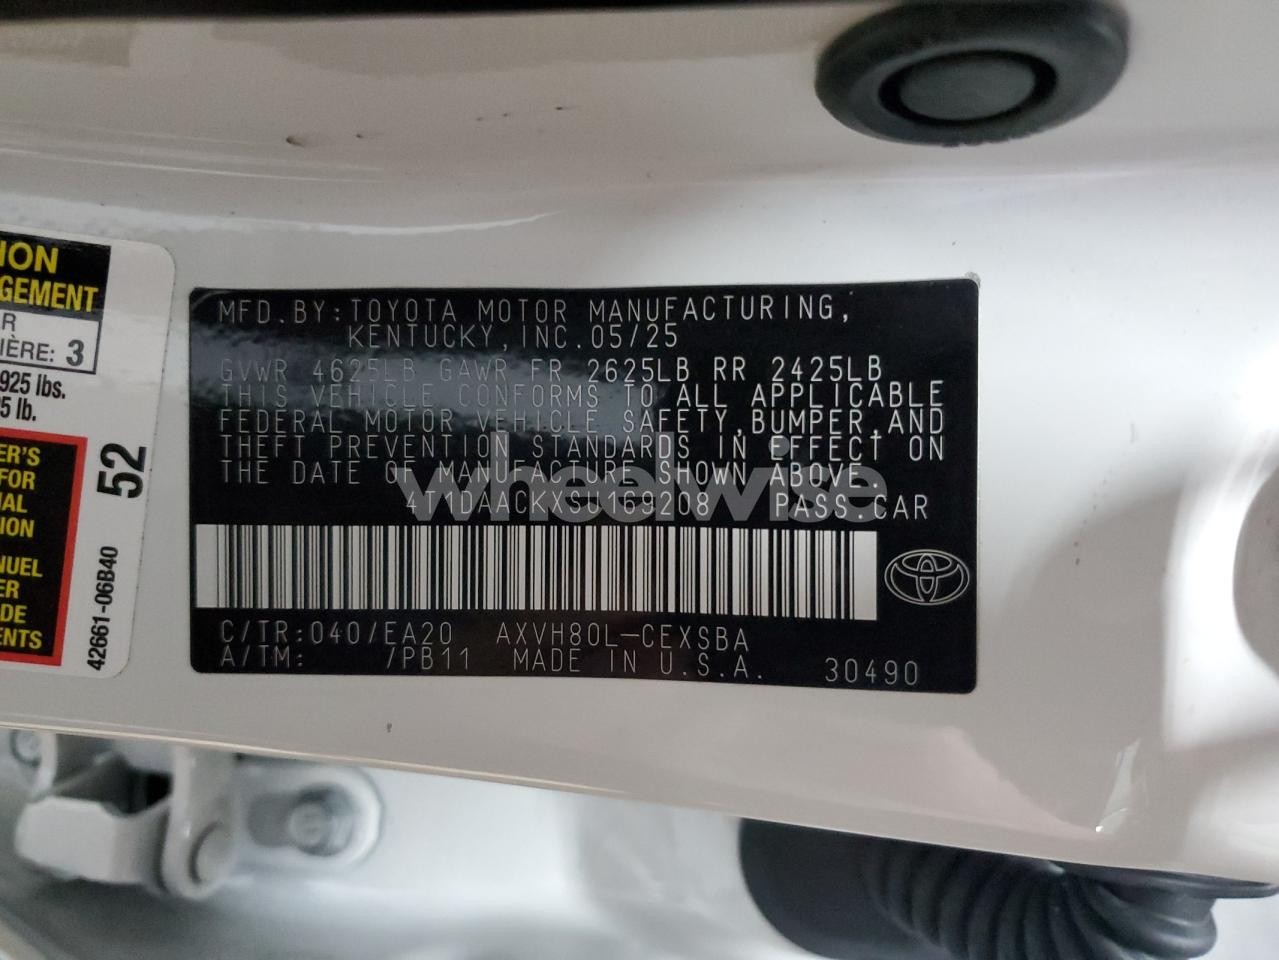 ION
GEMENT
R
IÈRE: 3
925 lbs.
5 lb.
ER'S
FOR
AL
ION
NUEL
ER
DE
ENTS
52
42661-06B40
MFD.BY:TOYOTA MOTOR MANUFACTURING,
KENTUCKY,INC.05/25
GVWR 4625LB GAWR FR 2625LB RR 2425LB
THIS VEHICLE CONFORMS TO ALL APPLICABLE
FEDERAL MOTOR VEHICLE SAFETY,BUMPER,AND
THEFT PREVENTION STANDARDS IN EFFECT ON
THE DATE OF MANUFACTURE SHOWN ABOVE.
4T1DAACKXSU169208 PASS.CAR
wheelwise
C/TR:040/EA20 AXVH80L-CEXSBA
A/TM: /PB11 MADE IN U.S.A. 30490